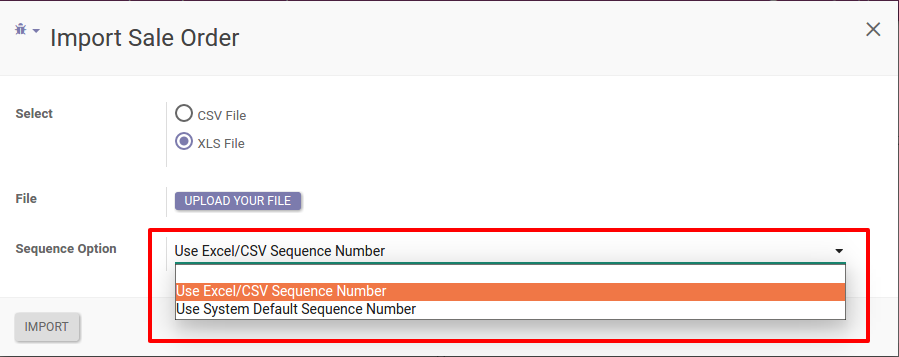 Import Sale Order
Select
CSV File
XLS File
File
UPLOAD YOUR FILE
Sequence Option
Use Excel/CSV Sequence Number
Use Excel/CSV Sequence Number
Use System Default Sequence Number
IMPORT